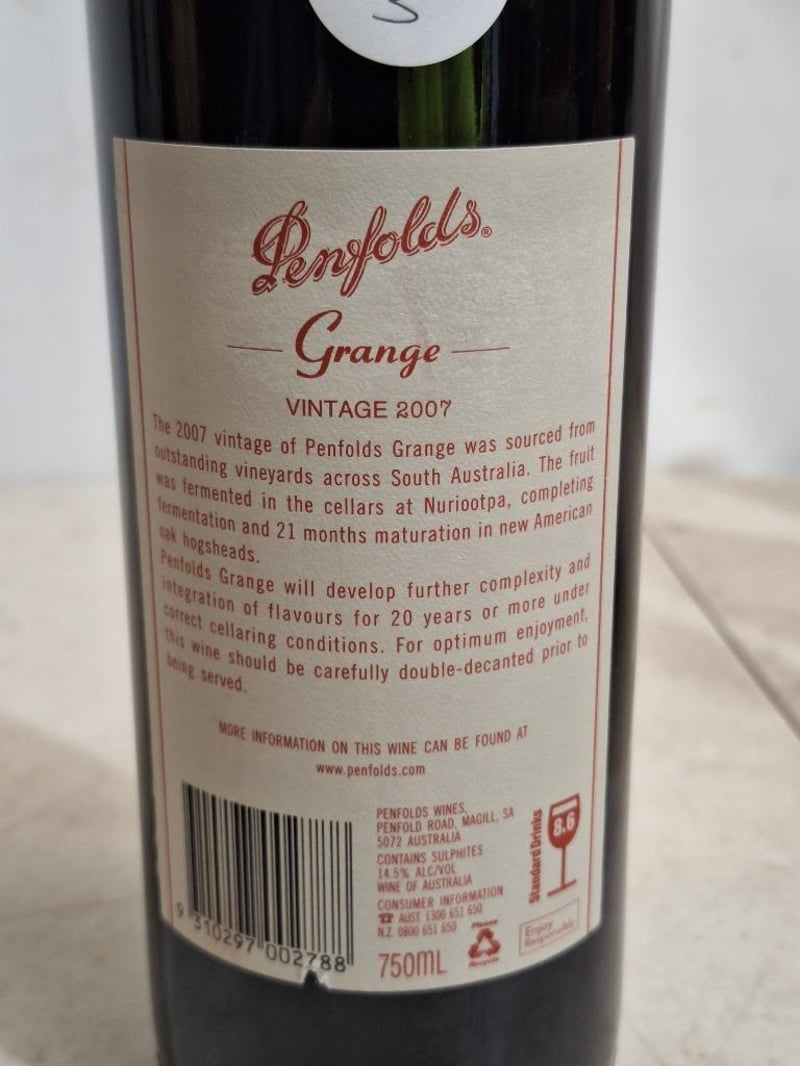 3
Penfolds®
Grange
VINTAGE 2007
The 2007 vintage of Penfolds Grange was sourced from
outstanding vineyards across South Australia. The fruit
was fermented in the cellars at Nuriootpa, completing
fermentation and 21 months maturation in new American
oak hogsheads.
Penfolds Grange will develop further complexity and
integration of flavours for 20 years or more under
correct cellaring conditions. For optimum enjoyment,
this wine should be carefully double-decanted prior to
being served.
MORE INFORMATION ON THIS WINE CAN BE FOUND AT
www.penfolds.com
9 310297 002788
PENFOLDS WINES,
PENFOLD ROAD, MAGILL, SA
5072 AUSTRALIA
CONTAINS SULPHITES
14.5% ALC/VOL
WINE OF AUSTRALIA
CONSUMER INFORMATION
☎ AUST. 1300 651 650
N.Z. 0800 651 650
750ML
Please
Recycle
Standard Drinks
8.6
Enjoy
Responsibly